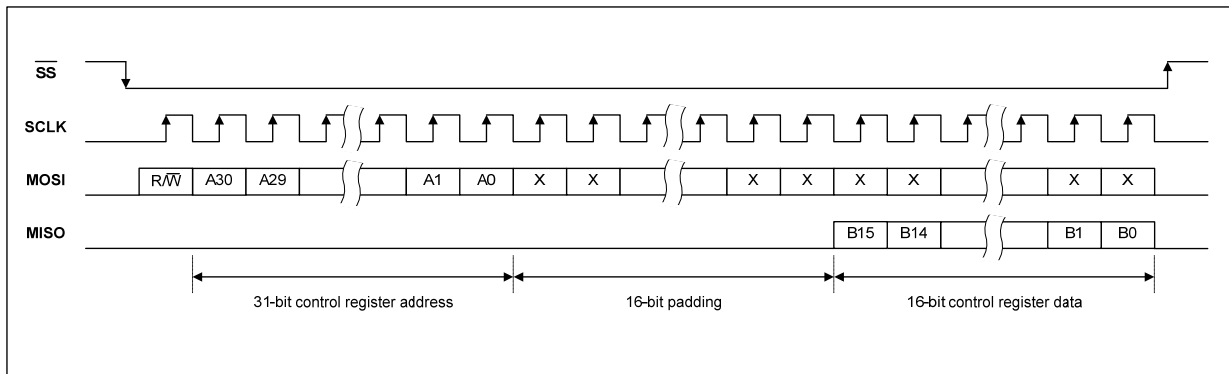 SS
SCLK
MOSI R/W A30 A29 A1 A0 X X X X X X X X
MISO B15 B14 B1 B0
31-bit control register address 16-bit padding 16-bit control register data